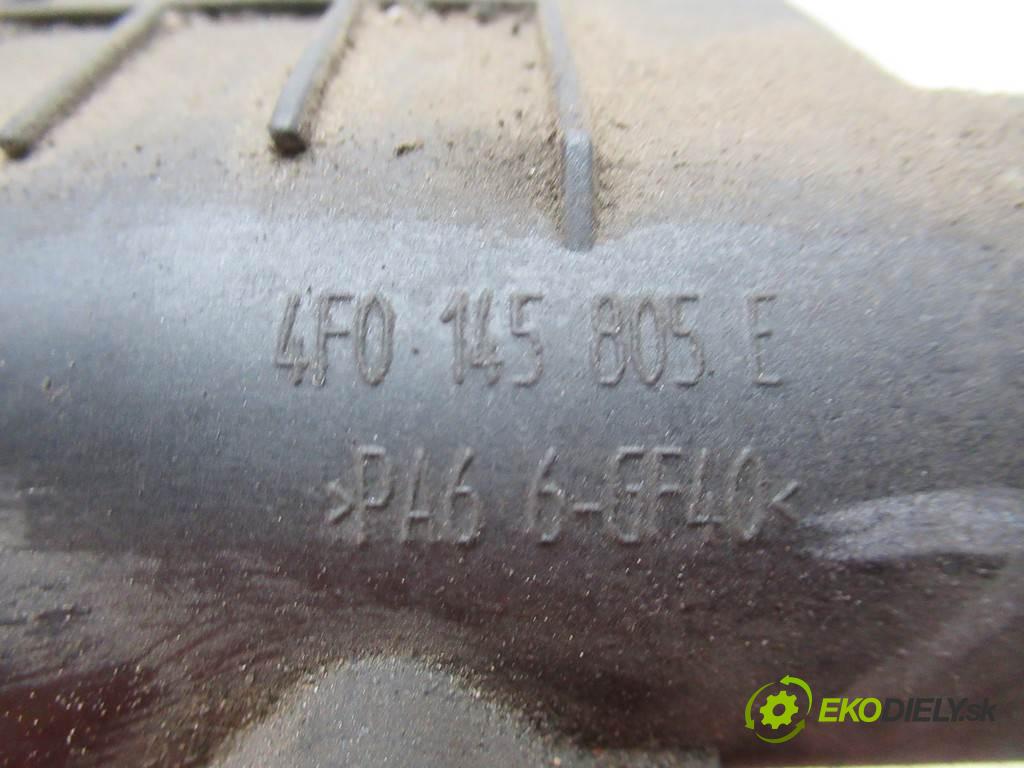 4F0 145 805 E
>PA6 6-GF40<
EKODIELY.sk